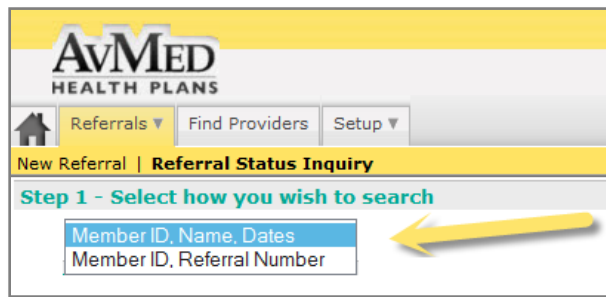 AvMED
HEALTH PLANS
Referrals ▼ Find Providers Setup ▼
New Referral | Referral Status Inquiry
Step 1 - Select how you wish to search
Member ID, Name, Dates
Member ID, Referral Number